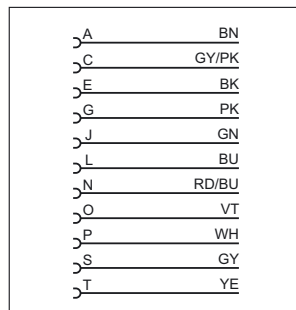 A BN
C GY/PK
E BK
G PK
J GN
L BU
N RD/BU
O VT
P WH
S GY
T YE